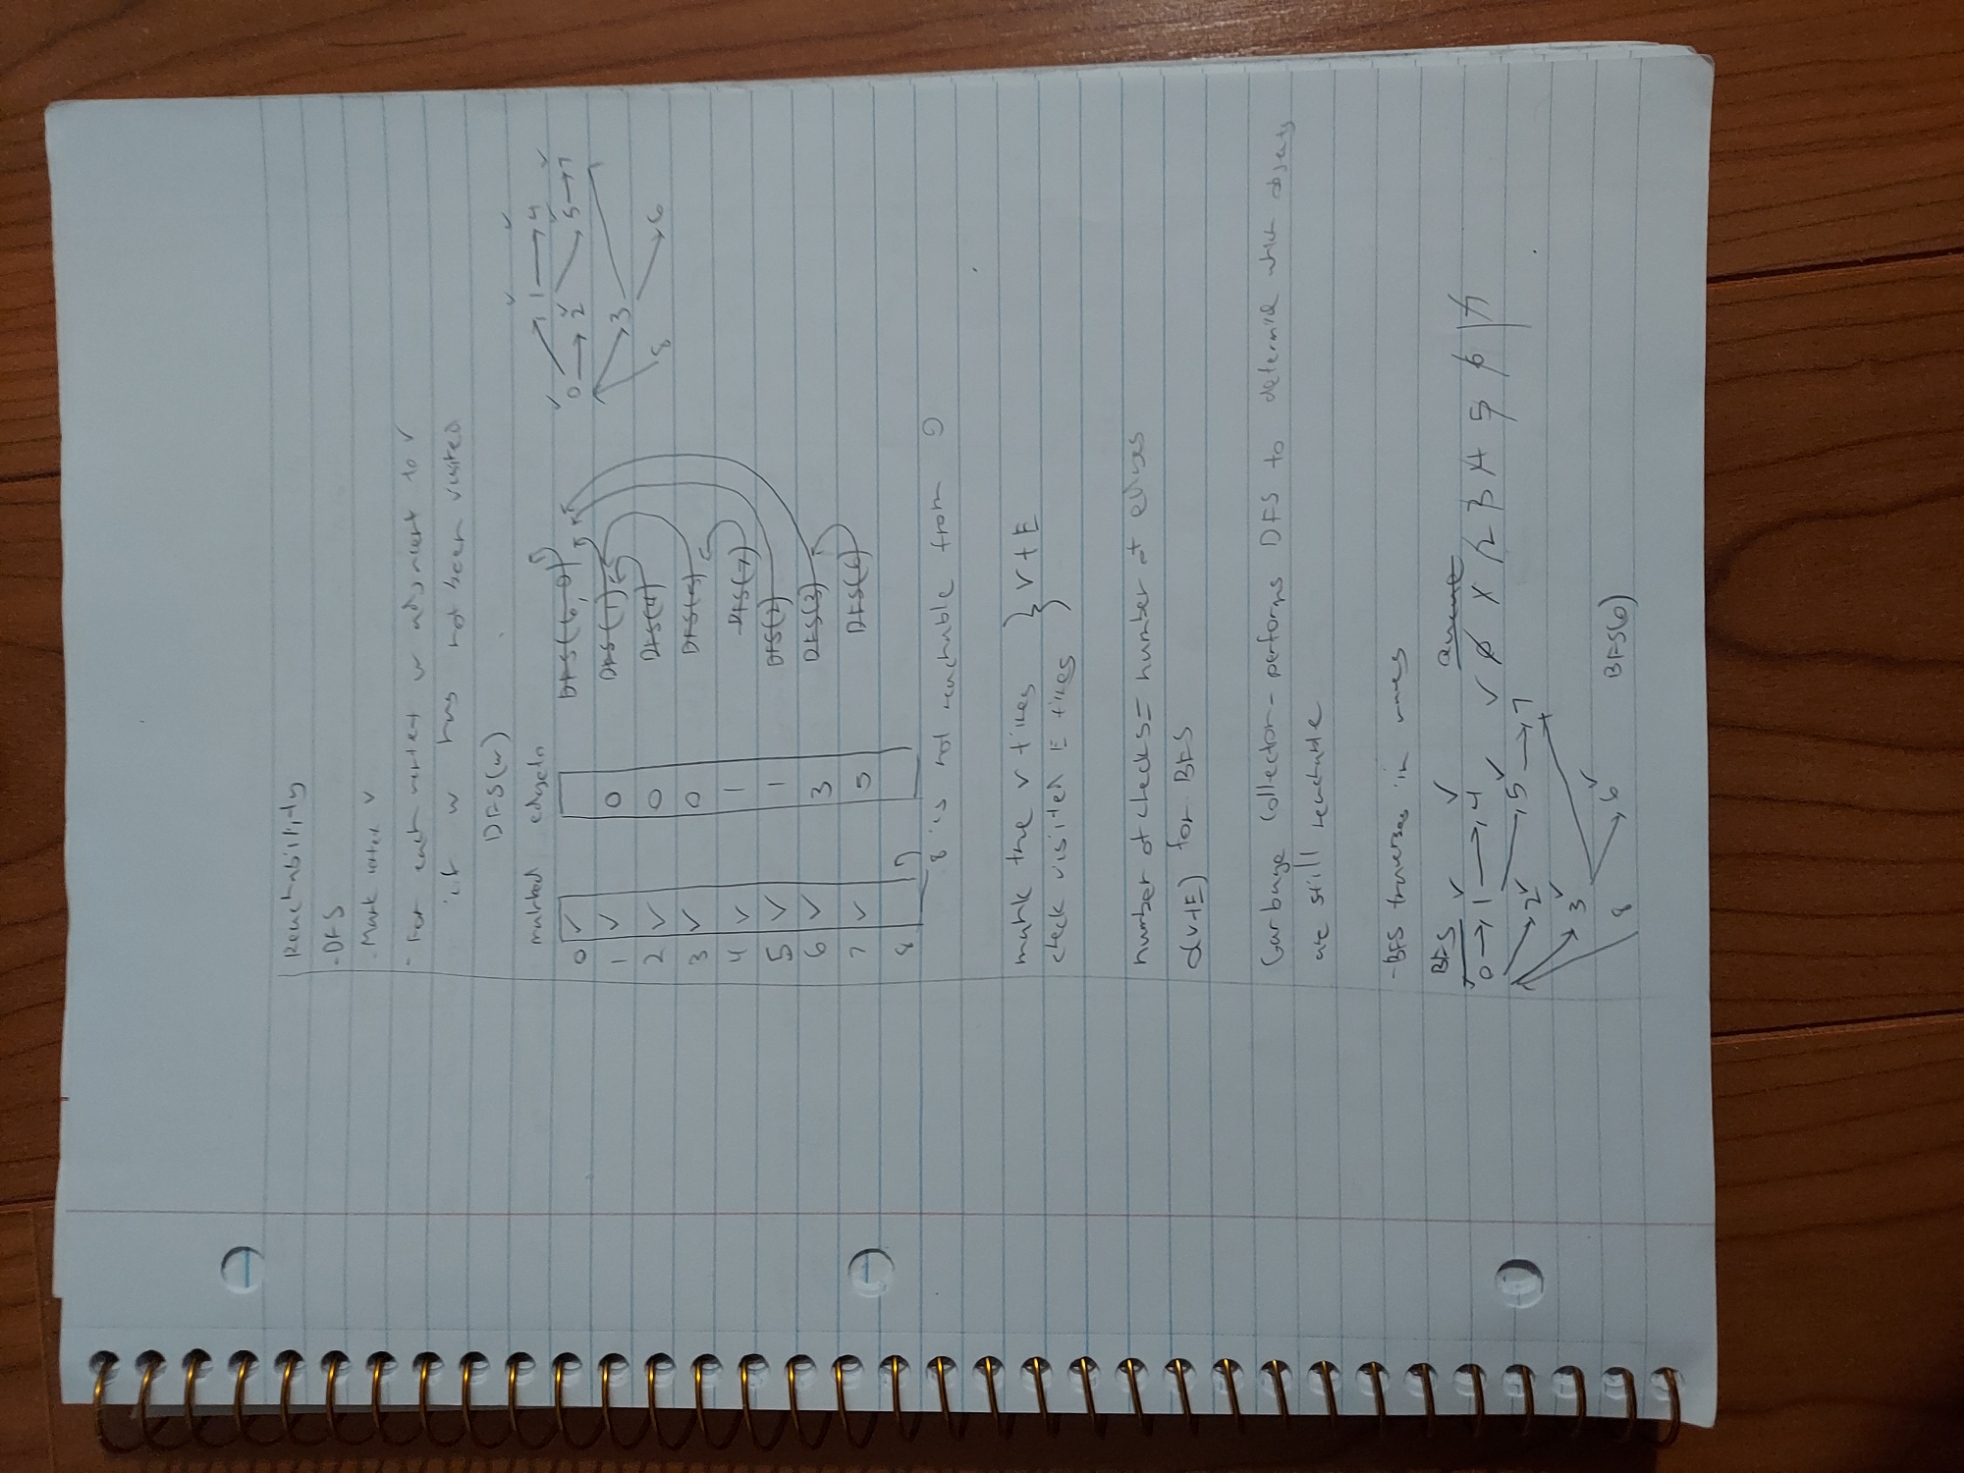 Reachability
-DFS
-Mark vertex v
-For each vertex w adjacent to v
if w has not been visited
DFS(w)
marked edgeTo
0 ✓
1 ✓ 0
2 ✓ 0
3 ✓ 0
4 ✓ 1
5 ✓ 1
6 ✓ 3
7 ✓ 5
8
DFS(G, 0)
DFS(1)
DFS(4)
DFS(5)
DFS(7)
DFS(2)
DFS(3)
DFS(6)
0 → 1 → 4
2 5 → 7
3
8 6
8 is not reachable from 0
mark the v times } V + E
check visited E times
number of checks = number of edges
O(V+E) for BFS
Garbage Collector - performs DFS to determine which objects
are still reachable
-BFS traverses in
BFS Queue
0 → 1 → 4 ✓ 0 1 2 3 4 5 6 7
2 5 → 7
3
8 6 BFS(G)